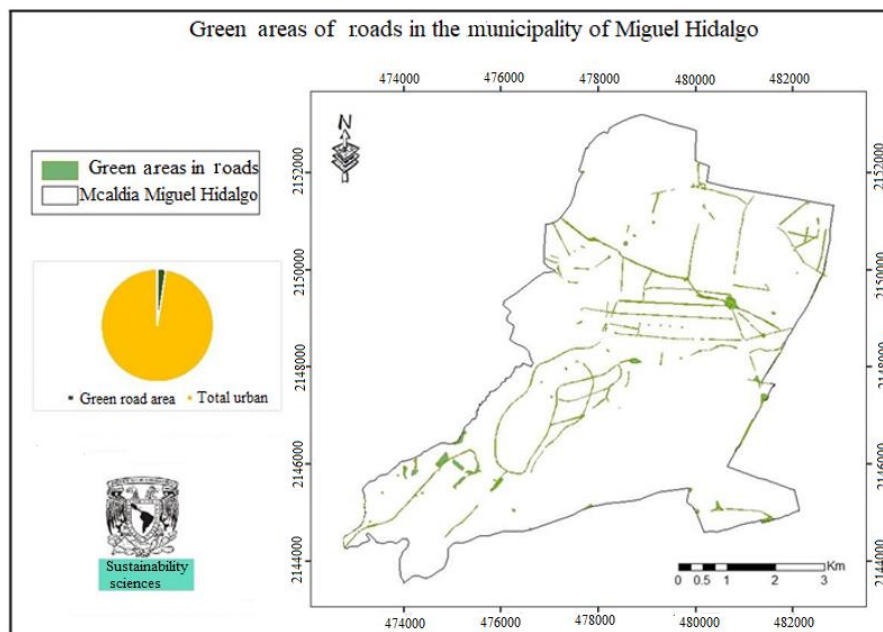 Green areas of roads in the municipality of Miguel Hidalgo
474000 476000 478000 480000 482000
N
Green areas in roads
Mcaldia Miguel Hidalgo
2152000 2152000
2150000 2150000
2148000 2148000
Green road area Total urban
2146000 2146000
Sustainability
sciences
2144000 2144000
Km
0 0.5 1 2 3
474000 476000 478000 480000 482000